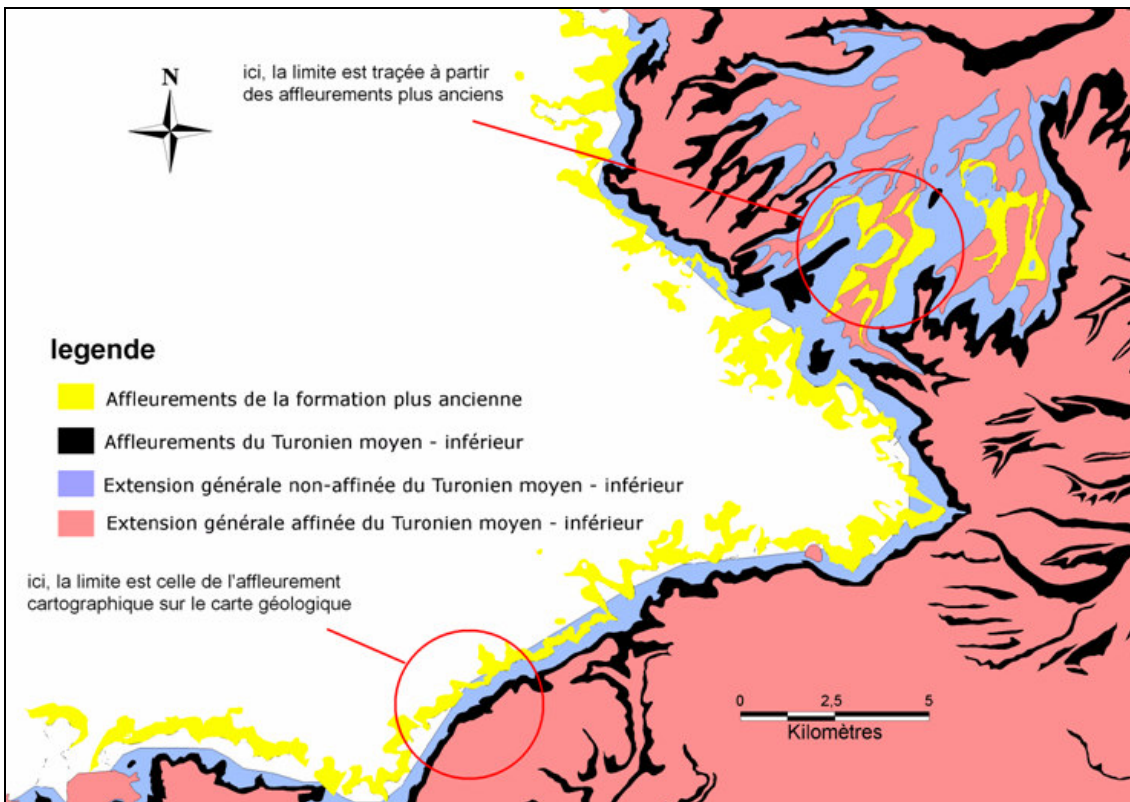 N
ici, la limite est traçée à partir
des affleurements plus anciens
legende
Affleurements de la formation plus ancienne
Affleurements du Turonien moyen - inférieur
Extension générale non-affinée du Turonien moyen - inférieur
Extension générale affinée du Turonien moyen - inférieur
ici, la limite est celle de l'affleurement
cartographique sur le carte géologique
0 2,5 5
Kilomètres